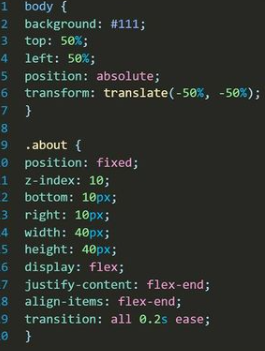 1 body {
2 background: #111;
3 top: 50%;
4 left: 50%;
5 position: absolute;
6 transform: translate(-50%, -50%);
7 }
8
9 .about {
0 position: fixed;
1 z-index: 10;
2 bottom: 10px;
3 right: 10px;
4 width: 40px;
5 height: 40px;
6 display: flex;
7 justify-content: flex-end;
8 align-items: flex-end;
9 transition: all 0.2s ease;
0 }